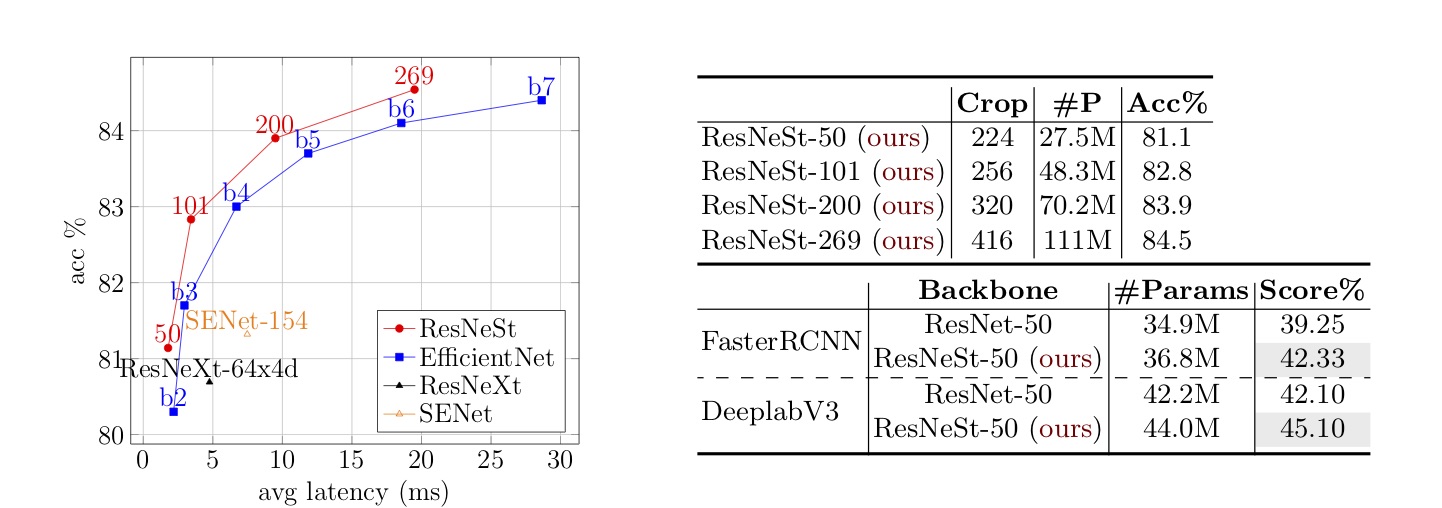 269
b7
b6
200
b5
b4
101
b3
SENet-154
50
ResNeXt-64x4d
b2
84
83
82
81
80
acc %
0 5 10 15 20 25 30
avg latency (ms)
ResNeSt
EfficientNet
ResNeXt
SENet
Crop #P Acc%
ResNeSt-50 (ours) 224 27.5M 81.1
ResNeSt-101 (ours) 256 48.3M 82.8
ResNeSt-200 (ours) 320 70.2M 83.9
ResNeSt-269 (ours) 416 111M 84.5
Backbone #Params Score%
FasterRCNN
ResNet-50 34.9M 39.25
ResNeSt-50 (ours) 36.8M 42.33
DeeplabV3
ResNet-50 42.2M 42.10
ResNeSt-50 (ours) 44.0M 45.10